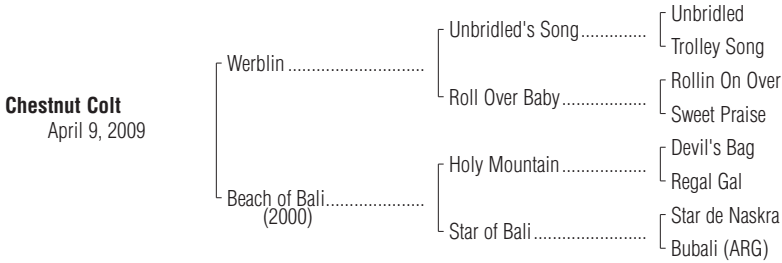 Unbridled
Unbridled's Song..............
Trolley Song
Werblin .............................
Rollin On Over
Roll Over Baby..................
Sweet Praise
Chestnut Colt
April 9, 2009
Devil's Bag
Holy Mountain..................
Regal Gal
Beach of Bali.....................
(2000)
Star de Naskra
Star of Bali........................
Bubali (ARG)